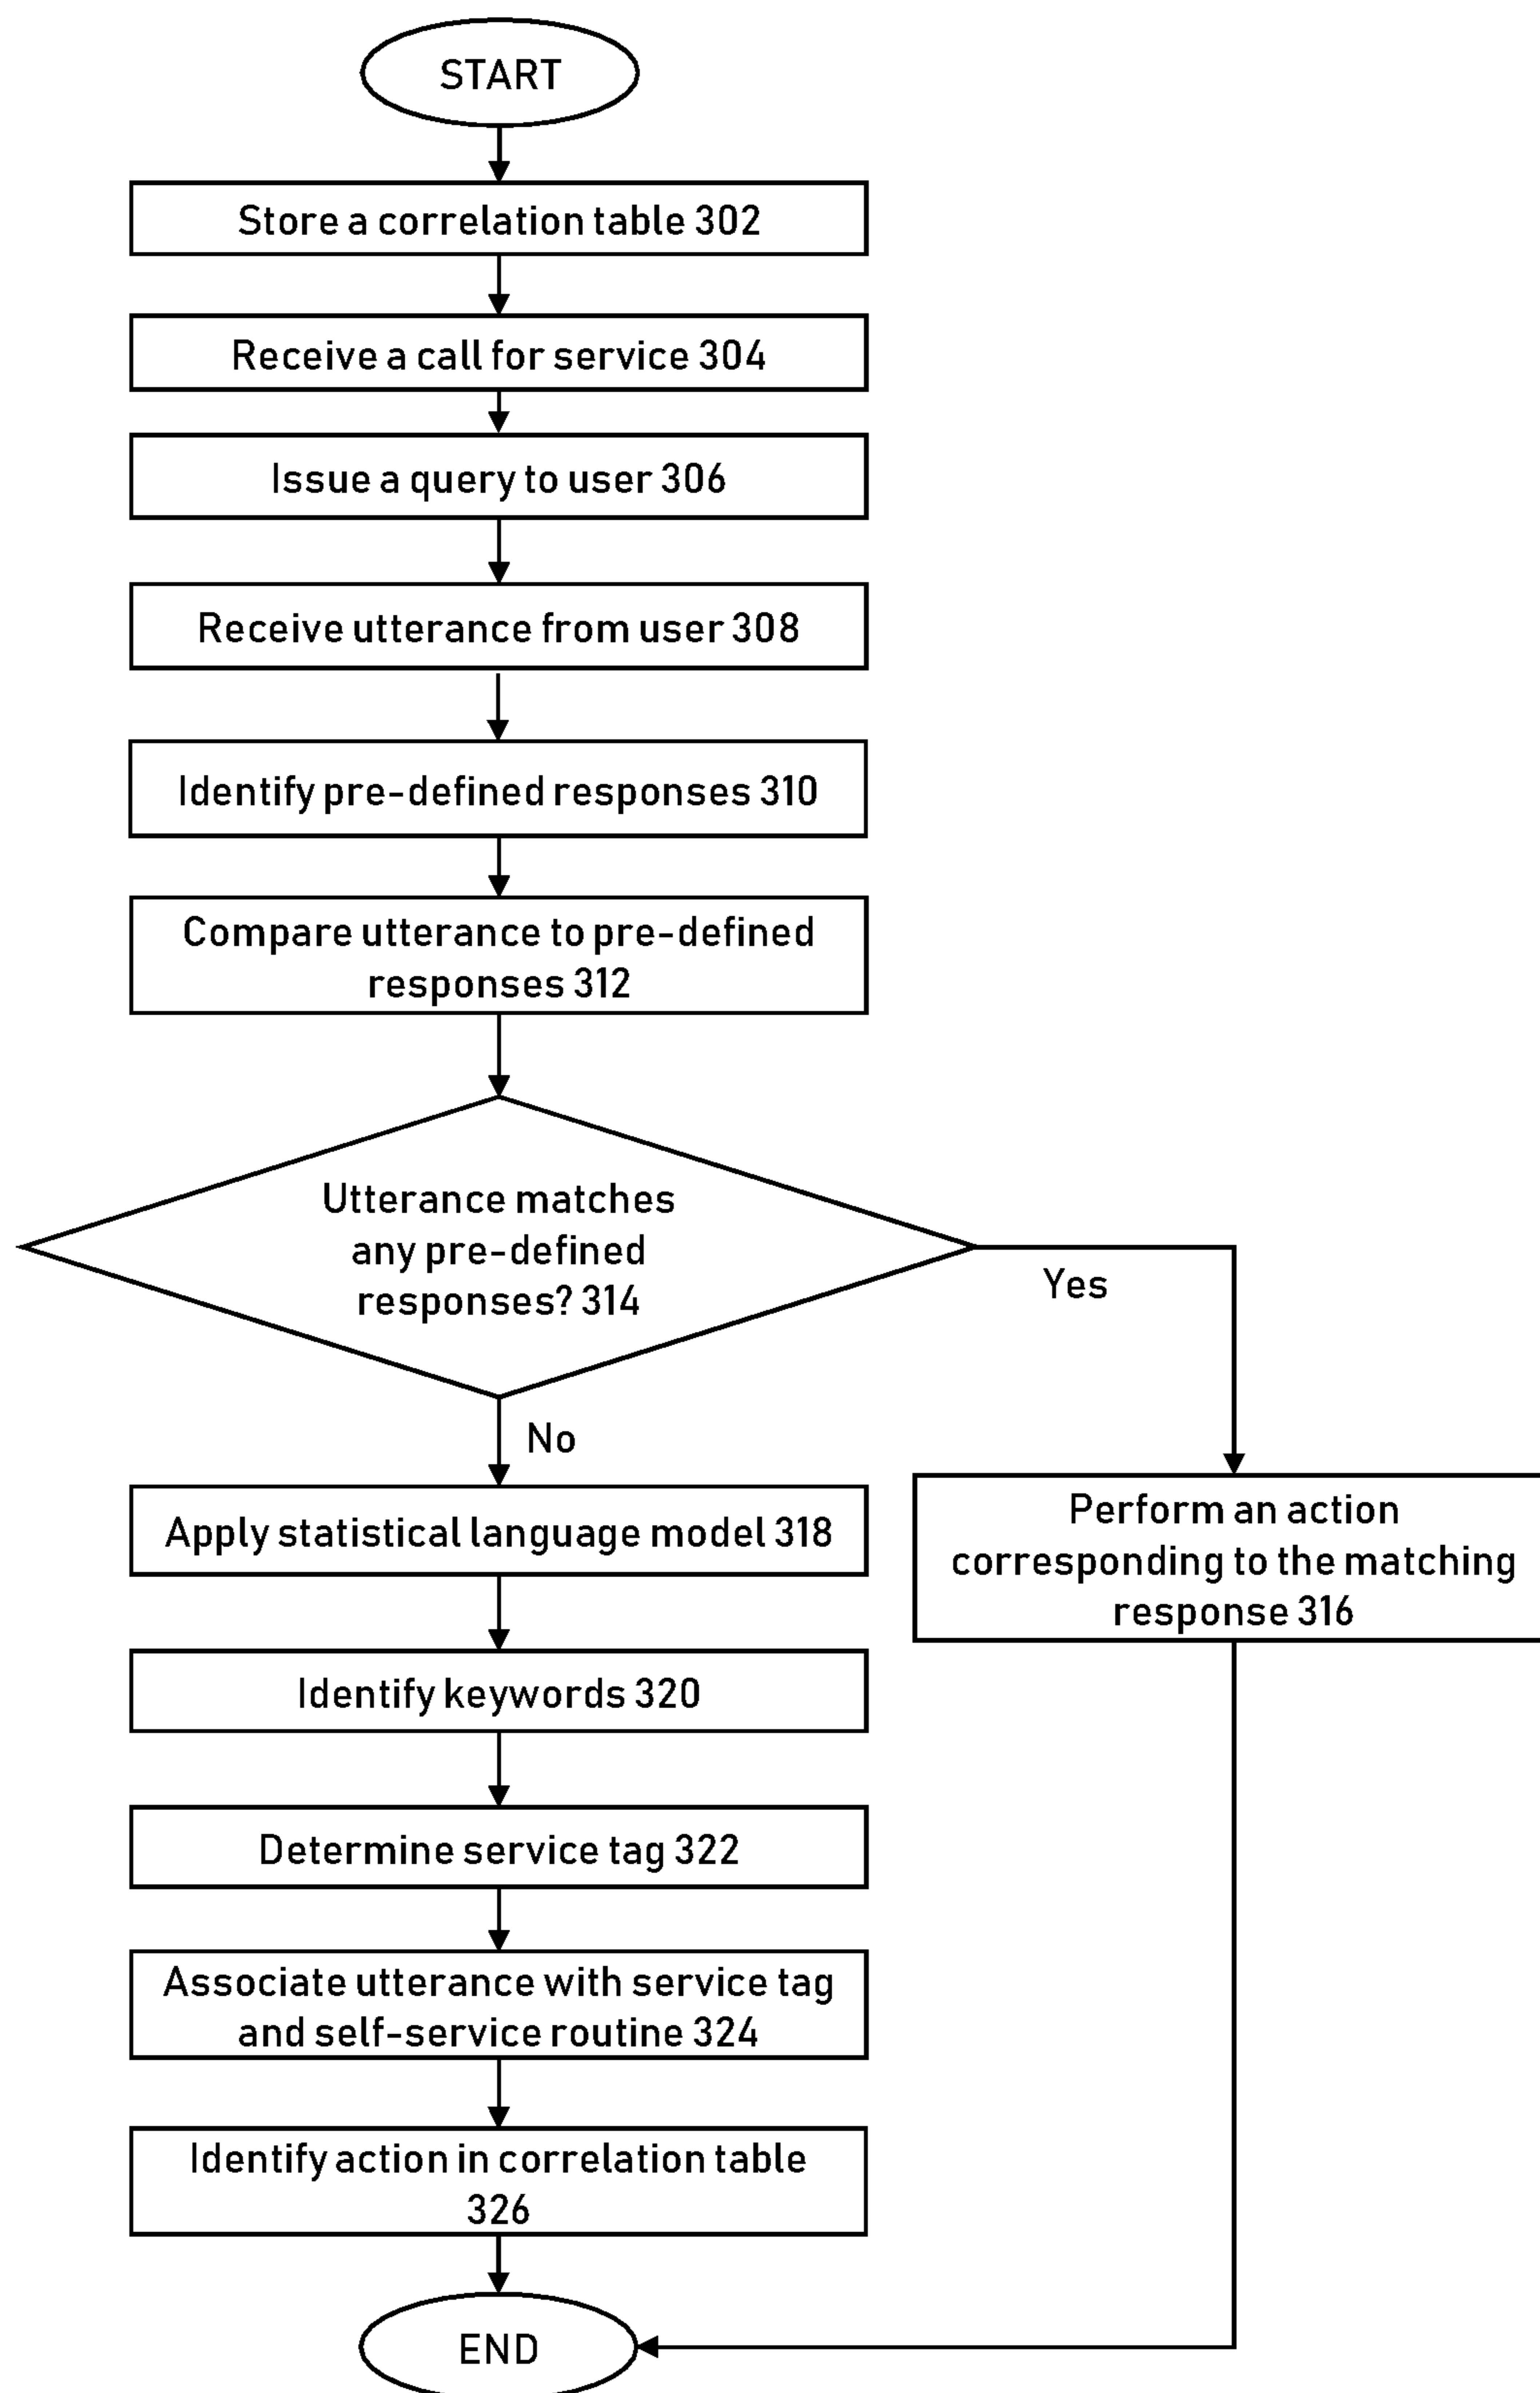 START
Store a correlation table 302
Receive a call for service 304
Issue a query to user 306
Receive utterance from user 308
Identify pre-defined responses 310
Compare utterance to pre-defined
responses 312
Utterance matches
any pre-defined
responses? 314
Yes
No
Perform an action
corresponding to the matching
response 316
Apply statistical language model 318
Identify keywords 320
Determine service tag 322
Associate utterance with service tag
and self-service routine 324
Identify action in correlation table
326
END